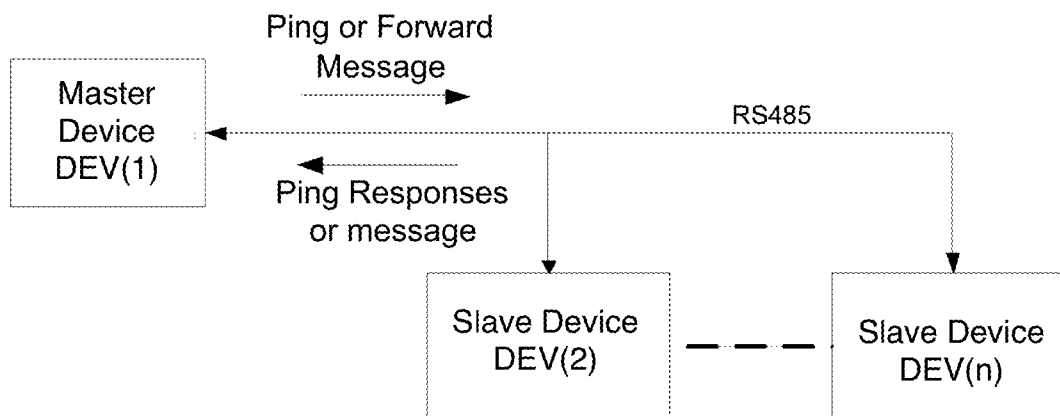 Ping or Forward
Message
Master
Device
DEV(1)
RS485
Ping Responses
or message
Slave Device
DEV(2)
Slave Device
DEV(n)